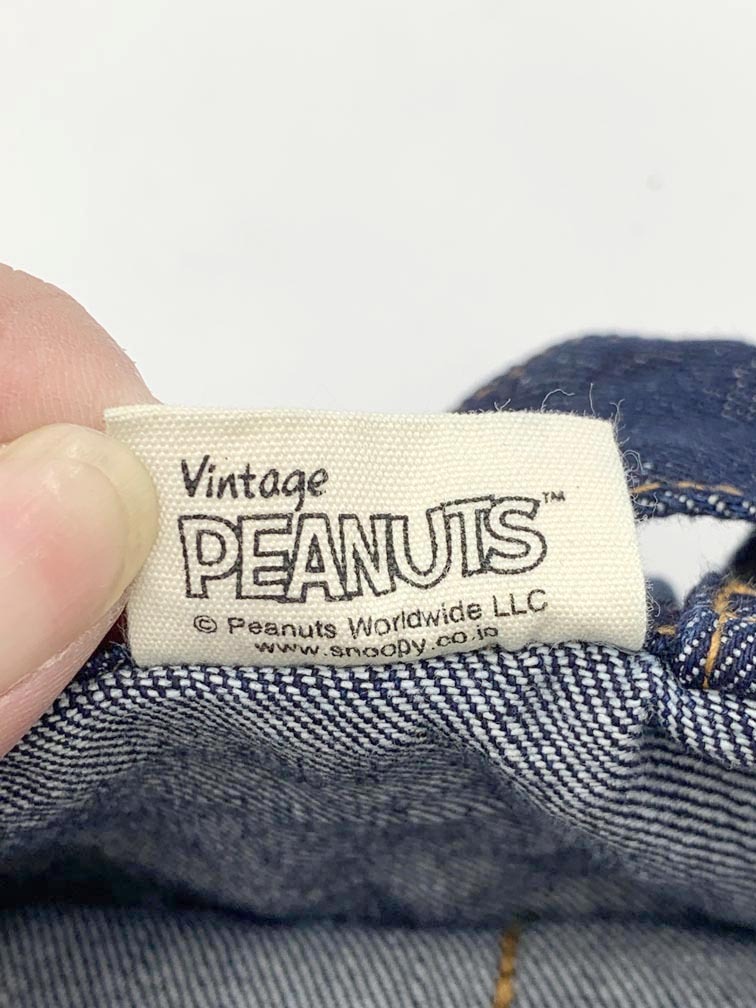 Vintage
PEANUTS™
© Peanuts Worldwide LLC
www.snoopy.co.jp